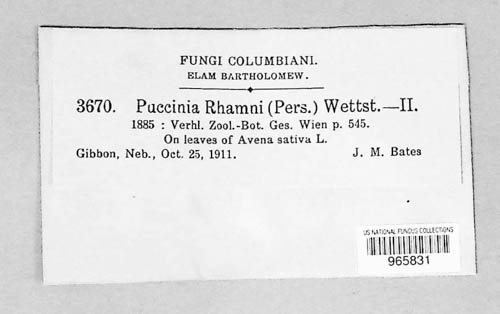 FUNGI COLUMBIANI.
ELAM BARTHOLOMEW.
3670. Puccinia Rhamni (Pers.) Wettst.—II.
1885 : Verhl. Zool.-Bot. Ges. Wien p. 545.
On leaves of Avena sativa L.
Gibbon, Neb., Oct. 25, 1911. J. M. Bates
US NATIONAL FUNGUS COLLECTIONS
965831